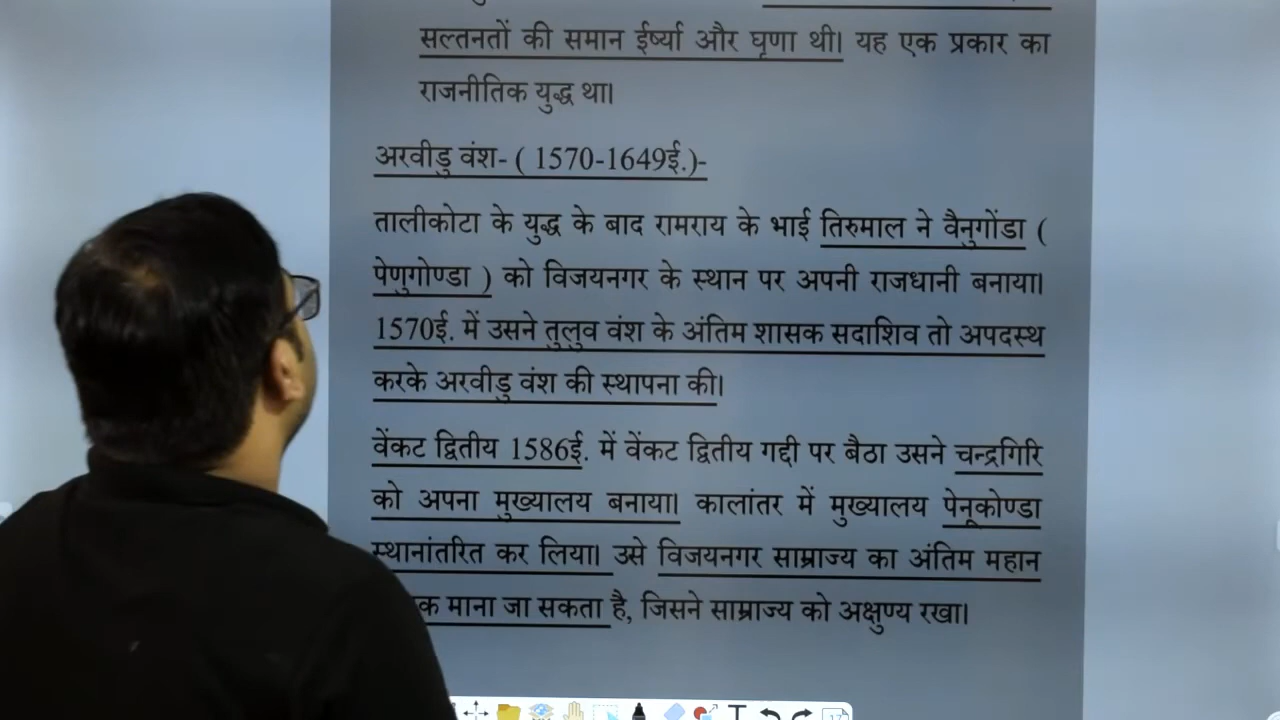 सल्तनतों की समान ईर्ष्या और घृणा थी। यह एक प्रकार का
राजनीतिक युद्ध था।
अरवीडु वंश- ( 1570-1649ई.)-
तालीकोटा के युद्ध के बाद रामराय के भाई तिरुमाल ने वैनुगोंडा (
पेणुगोण्डा ) को विजयनगर के स्थान पर अपनी राजधानी बनाया।
1570ई. में उसने तुलुव वंश के अंतिम शासक सदाशिव तो अपदस्थ
करके अरवीडु वंश की स्थापना की।
वेंकट द्वितीय 1586ई. में वेंकट द्वितीय गद्दी पर बैठा उसने चन्द्रगिरि
को अपना मुख्यालय बनाया। कालांतर में मुख्यालय पेनूकोण्डा
स्थानांतरित कर लिया। उसे विजयनगर साम्राज्य का अंतिम महान
क माना जा सकता है, जिसने साम्राज्य को अक्षुण्य रखा।